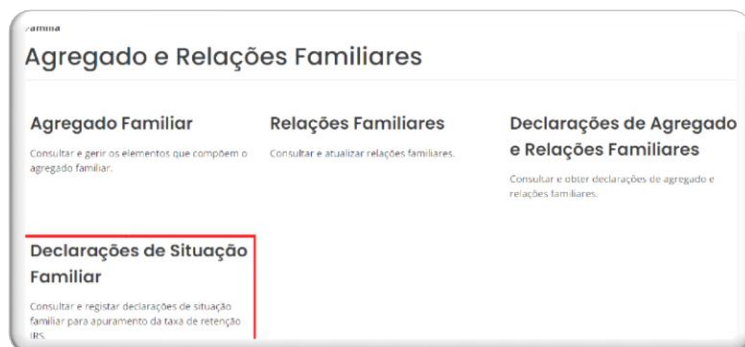 Família
Agregado e Relações Familiares
Agregado Familiar
Consultar e gerir os elementos que compõem o
agregado familiar.
Relações Familiares
Consultar e atualizar relações familiares.
Declarações de Agregado
e Relações Familiares
Consultar e obter declarações de agregado e
relações familiares.
Declarações de Situação
Familiar
Consultar e registar declarações de situação
familiar para apuramento da taxa de retenção
IRS.